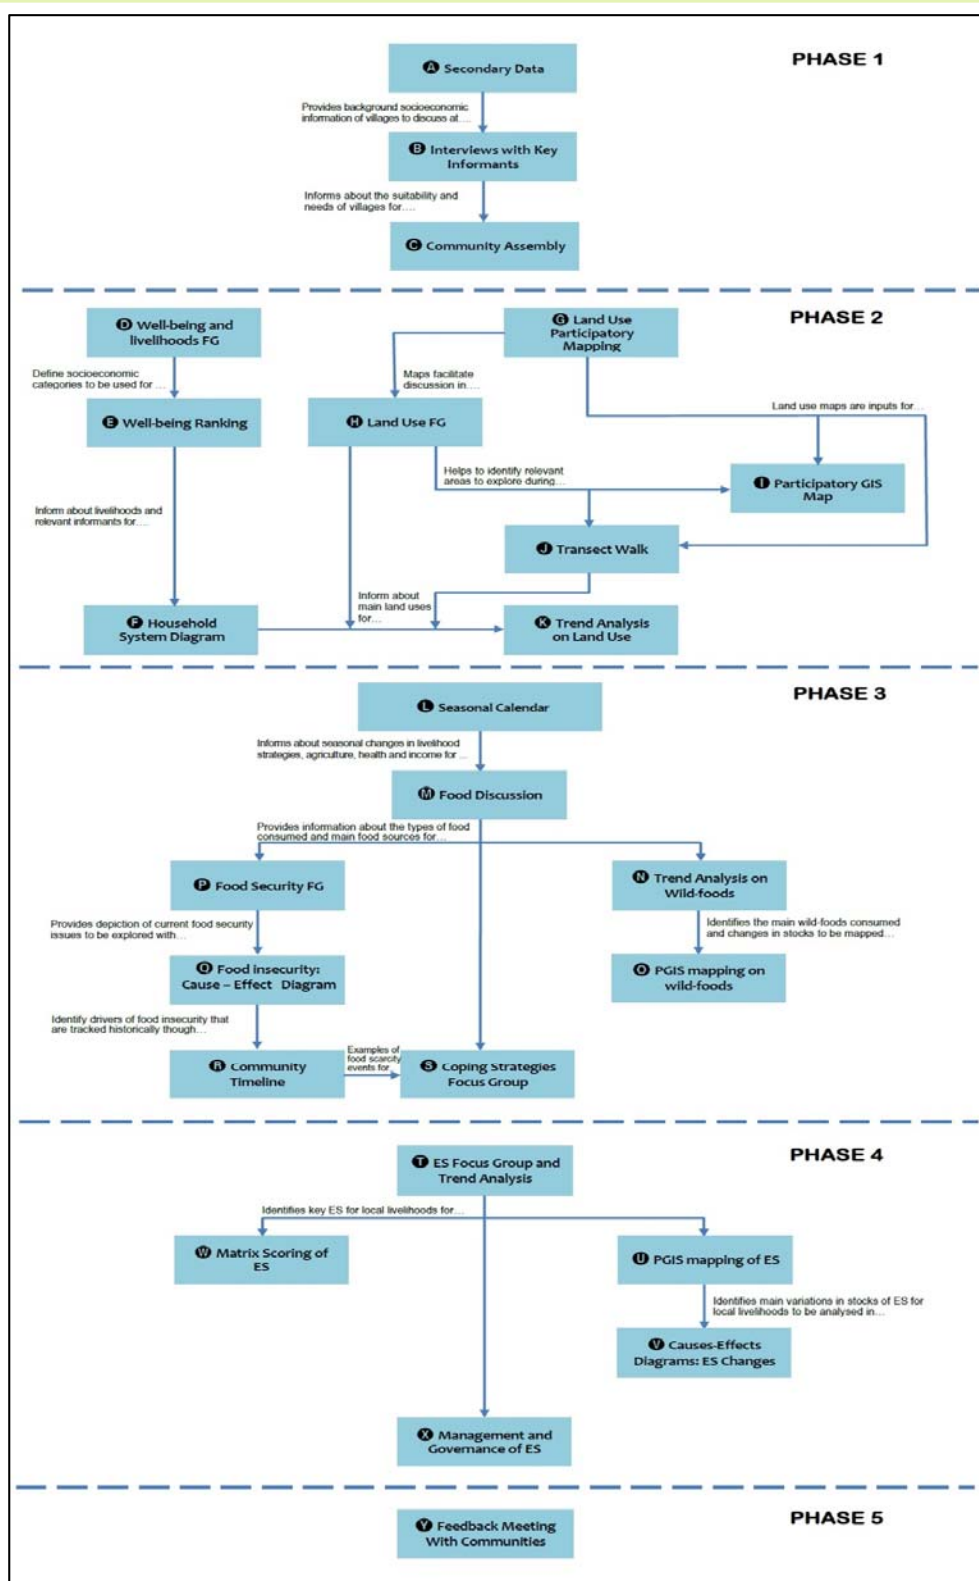 PHASE 1
A Secondary Data
Provides background socioeconomic
information of villages to discuss at....
B Interviews with Key
Informants
Informs about the suitability and
needs of villages for....
C Community Assembly
PHASE 2
D Well-being and
livelihoods FG
G Land Use
Participatory
Mapping
Define socioeconomic
categories to be used for ...
Maps facilitate
discussion in....
Land use maps are inputs for...
E Well-being Ranking
H Land Use FG
Helps to identify relevant
areas to explore during...
I Participatory GIS
Map
Inform about livelihoods and
relevant informants for....
J Transect Walk
Inform about
main land uses
for...
F Household
System Diagram
K Trend Analysis
on Land Use
PHASE 3
L Seasonal Calendar
Informs about seasonal changes in livelihood
strategies, agriculture, health and income for ...
M Food Discussion
Provides information about the types of food
consumed and main food sources for...
P Food Security FG
N Trend Analysis on
Wild-foods
Provides depiction of current food security
issues to be explored with...
Identifies the main wild-foods consumed
and changes in stocks to be mapped...
Q Food insecurity:
Cause – Effect Diagram
O PGIS mapping on
wild-foods
Identify drivers of food insecurity that
are tracked historically though...
Examples of
food scarcity
events for...
R Community
Timeline
S Coping Strategies
Focus Group
PHASE 4
T ES Focus Group and
Trend Analysis
Identifies key ES for local livelihoods for...
W Matrix Scoring of
ES
U PGIS mapping of ES
Identifies main variations in stocks of ES for
local livelihoods to be analysed in...
V Causes-Effects
Diagrams: ES Changes
X Management and
Governance of ES
PHASE 5
Y Feedback Meeting
With Communities